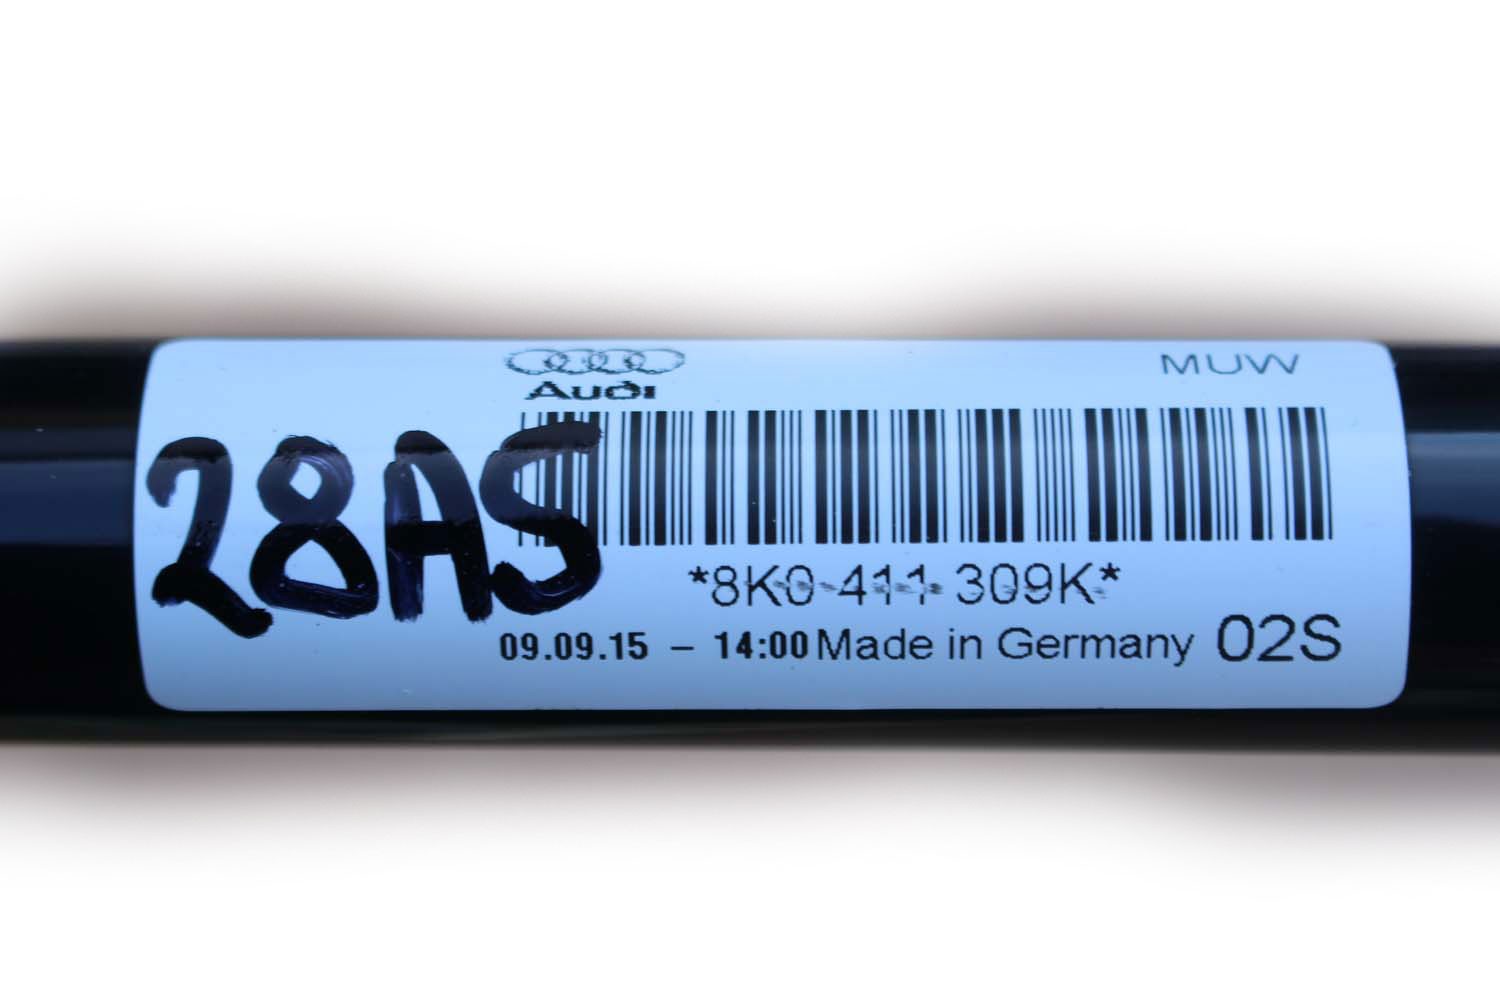 Audi
MUW
28AS
*8K0 411 309K*
09.09.15 – 14:00 Made in Germany 02S